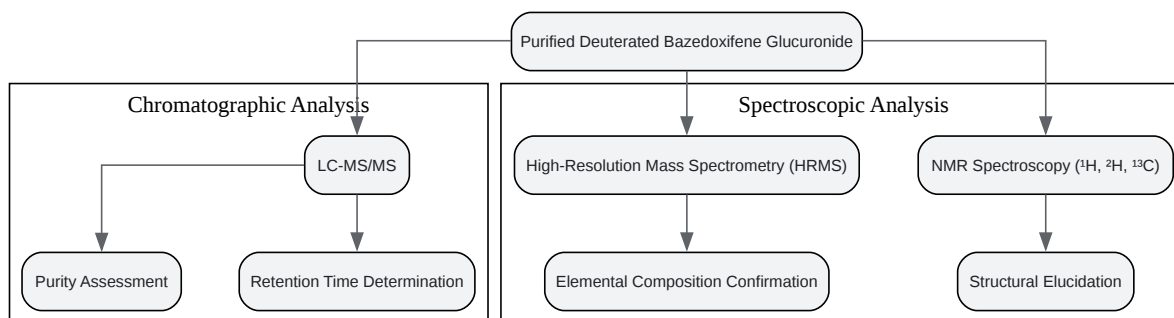 Purified Deuterated Bazedoxifene Glucuronide
Chromatographic Analysis
Spectroscopic Analysis
LC-MS/MS
High-Resolution Mass Spectrometry (HRMS)
NMR Spectroscopy (¹H, ²H, ¹³C)
Purity Assessment
Retention Time Determination
Elemental Composition Confirmation
Structural Elucidation